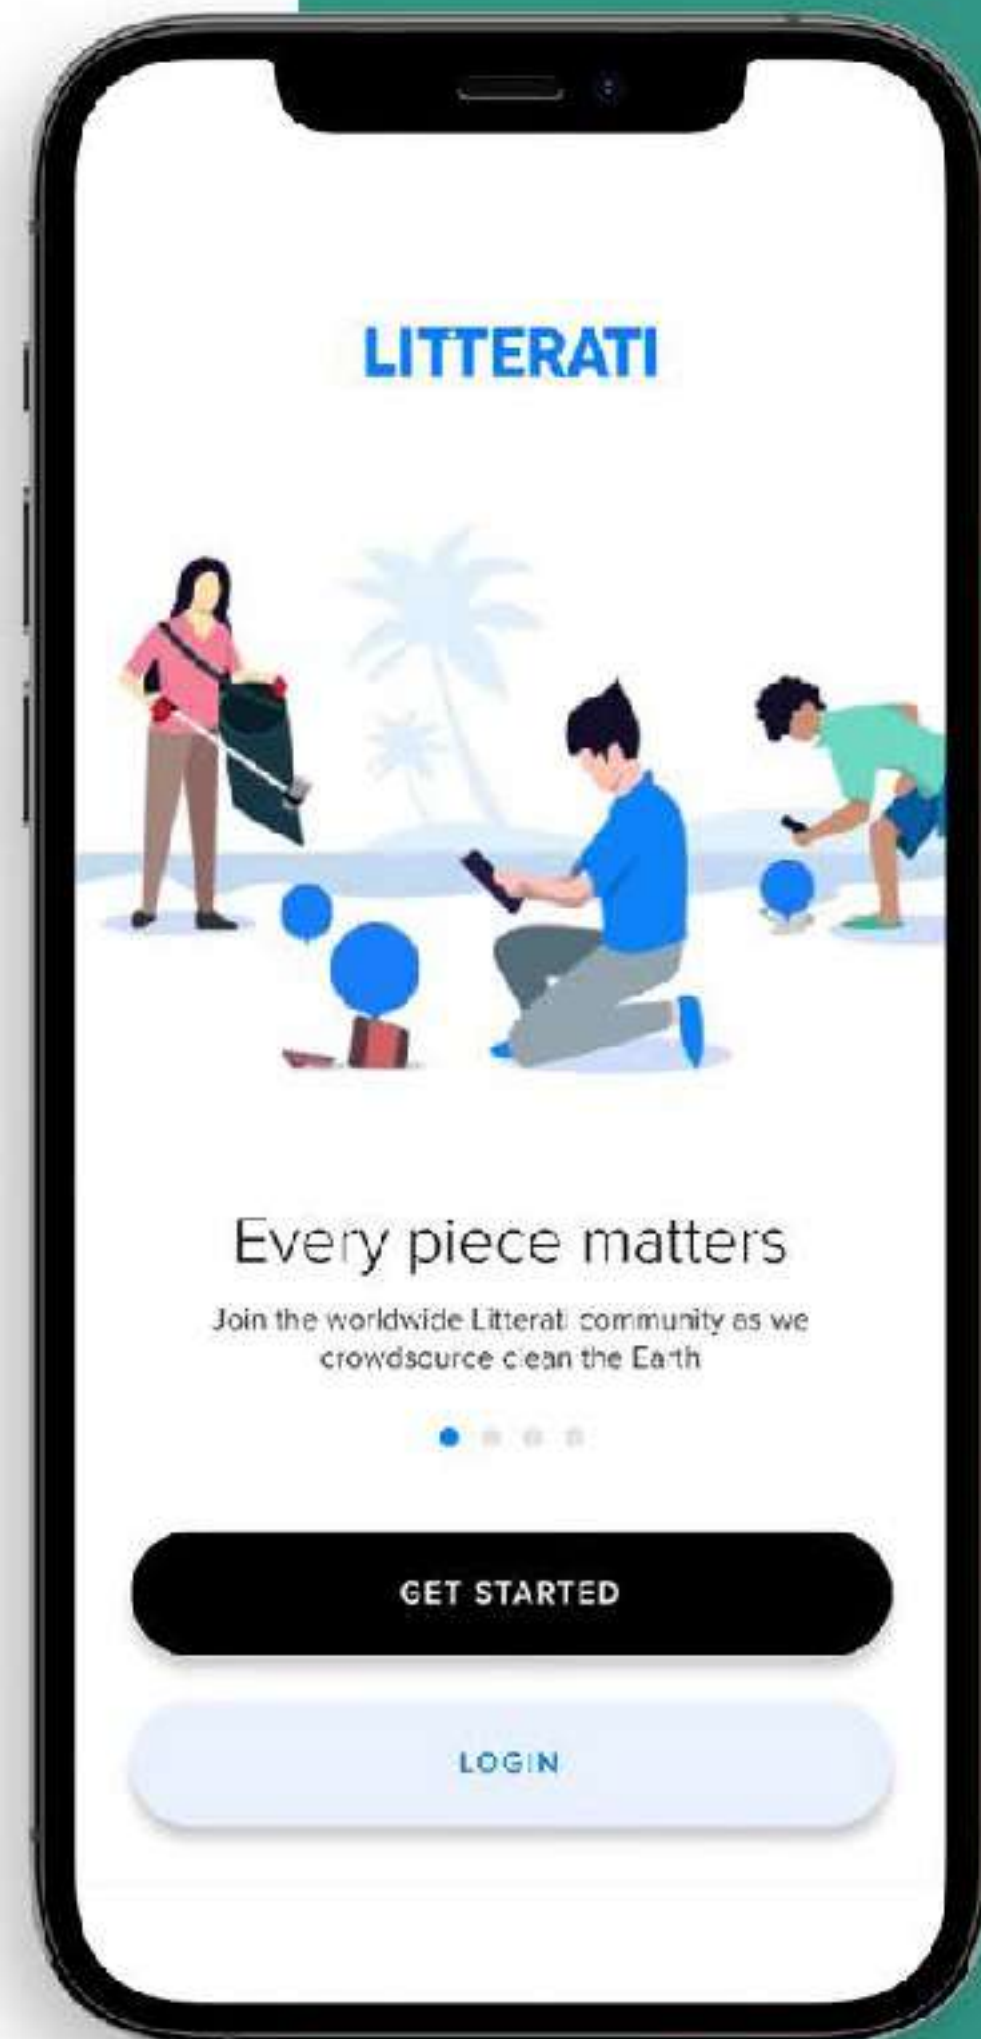 LITTERATI
Every piece matters
Join the worldwide Litterati community as we
crowdsource clean the Earth
GET STARTED
LOGIN